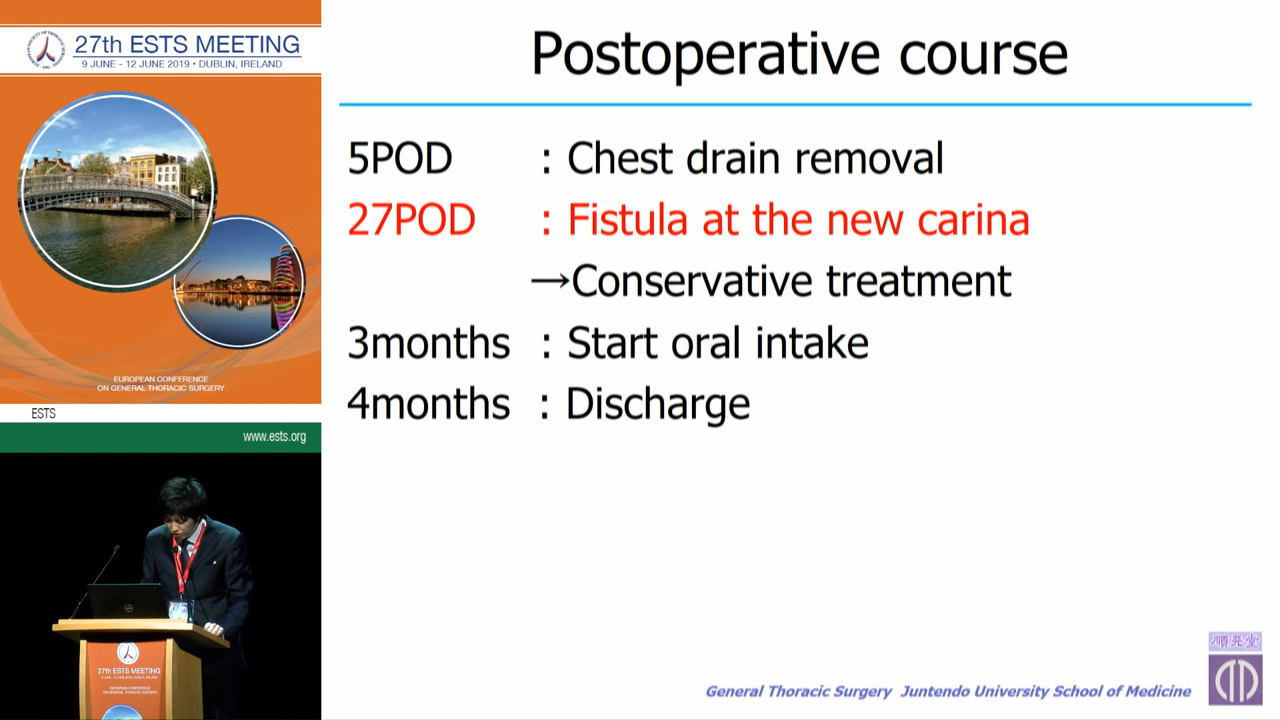 27th ESTS MEETING
9 JUNE - 12 JUNE 2019 • DUBLIN, IRELAND
EUROPEAN CONFERENCE
ON GENERAL THORACIC SURGERY
ESTS
www.ests.org
27th ESTS MEETING
Postoperative course
5POD : Chest drain removal
27POD : Fistula at the new carina
→Conservative treatment
3months : Start oral intake
4months : Discharge
General Thoracic Surgery Juntendo University School of Medicine
順天堂